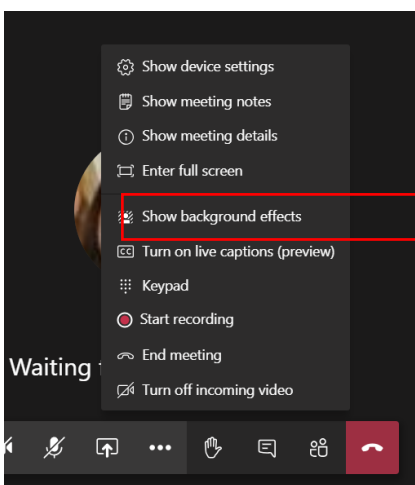 Show device settings
Show meeting notes
Show meeting details
Enter full screen
Show background effects
CC Turn on live captions (preview)
Keypad
Start recording
End meeting
Waiting
Turn off incoming video